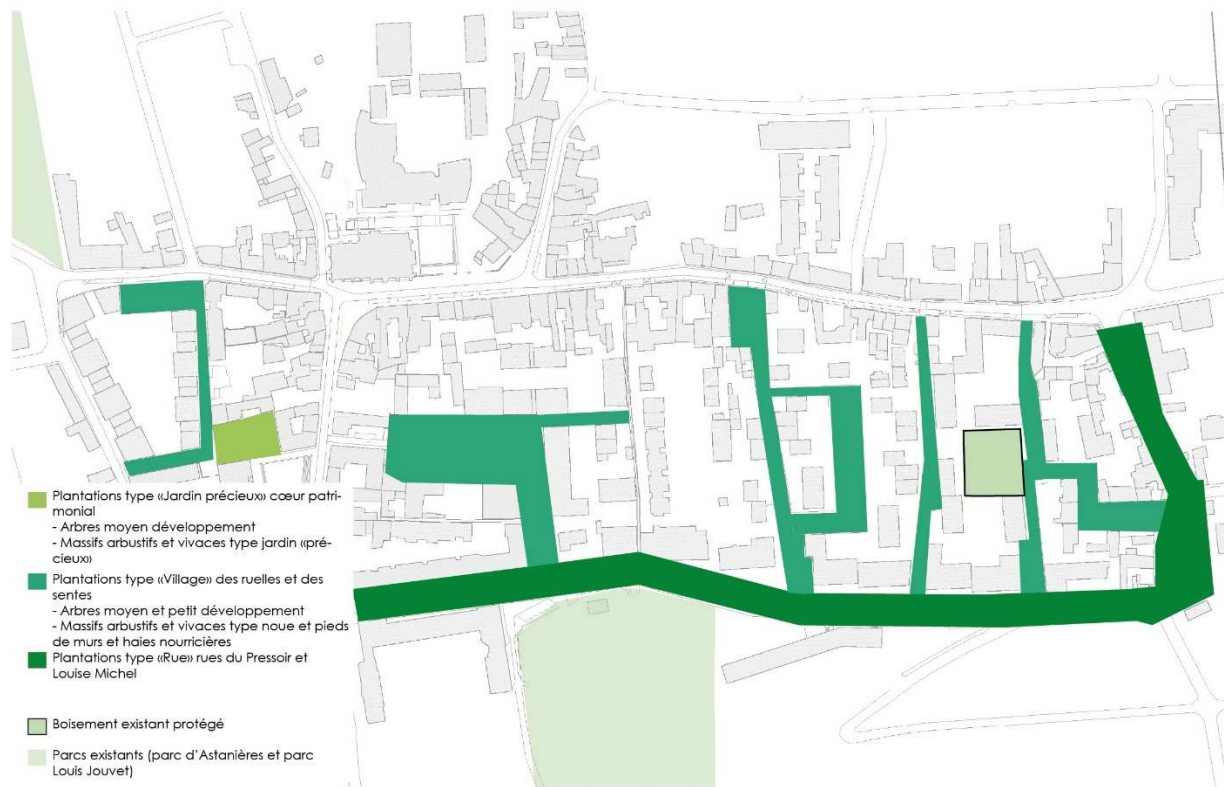 Plantations type «Jardin précieux» cœur patri-
monial
- Arbres moyen développement
- Massifs arbustifs et vivaces type jardin «pré-
cieux»
Plantations type «Village» des ruelles et des
sentes
- Arbres moyen et petit développement
- Massifs arbustifs et vivaces type noue et pieds
de murs et haies nourricières
Plantations type «Rue» rues du Pressoir et
Louise Michel
Boisement existant protégé
Parcs existants (parc d'Astanières et parc
Louis Jouvet)